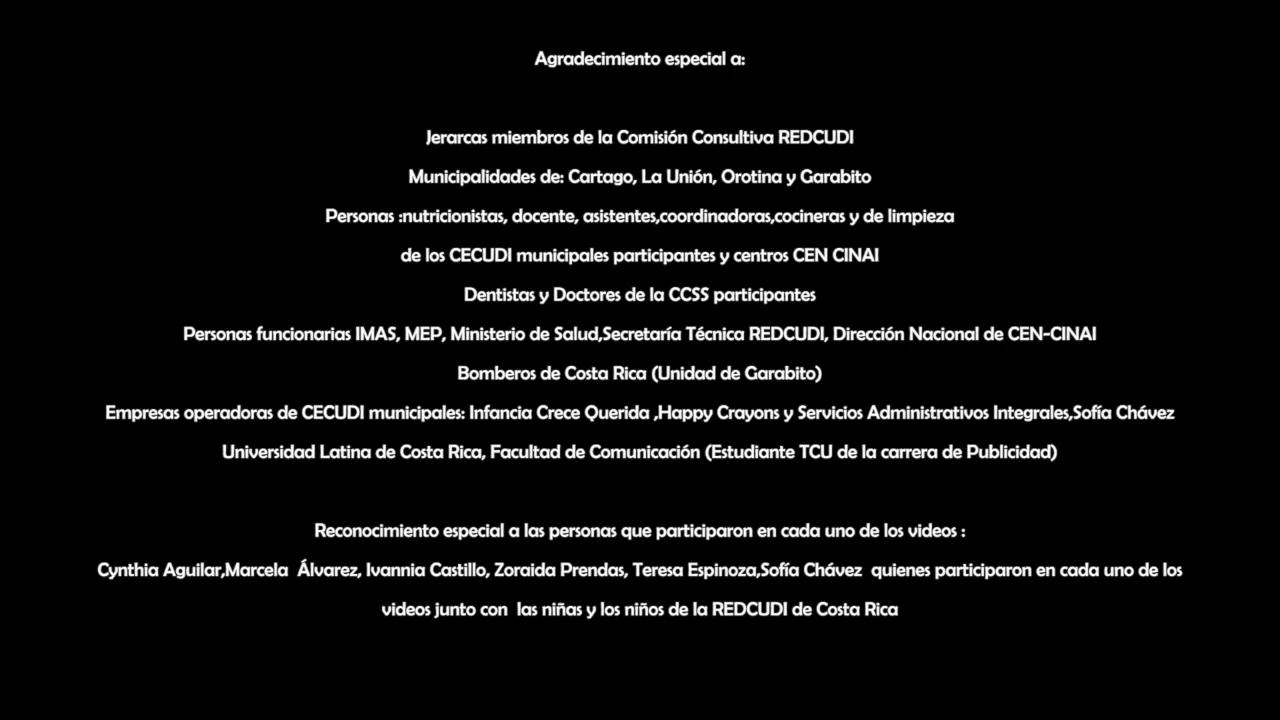 Agradecimiento especial a:
Jerarcas miembros de la Comisión Consultiva REDCUDI
Municipalidades de: Cartago, La Unión, Orotina y Garabito
Personas :nutricionistas, docente, asistentes,coordinadoras,cocineras y de limpieza
de los CECUDI municipales participantes y centros CEN CINAI
Dentistas y Doctores de la CCSS participantes
Personas funcionarias IMAS, MEP, Ministerio de Salud,Secretaría Técnica REDCUDI, Dirección Nacional de CEN-CINAI
Bomberos de Costa Rica (Unidad de Garabito)
Empresas operadoras de CECUDI municipales: Infancia Crece Querida ,Happy Crayons y Servicios Administrativos Integrales,Sofía Chávez
Universidad Latina de Costa Rica, Facultad de Comunicación (Estudiante TCU de la carrera de Publicidad)
Reconocimiento especial a las personas que participaron en cada uno de los videos :
Cynthia Aguilar,Marcela  Álvarez, Ivannia Castillo, Zoraida Prendas, Teresa Espinoza,Sofía Chávez  quienes participaron en cada uno de los
videos junto con  las niñas y los niños de la REDCUDI de Costa Rica